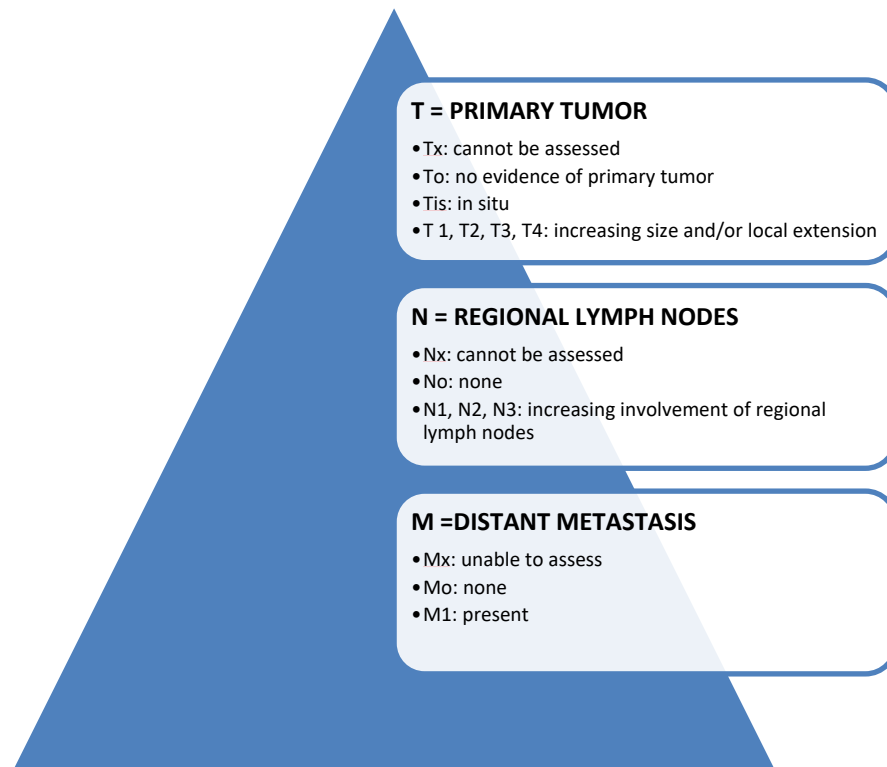 T = PRIMARY TUMOR
•Tx: cannot be assessed
•To: no evidence of primary tumor
•Tis: in situ
•T 1, T2, T3, T4: increasing size and/or local extension
N = REGIONAL LYMPH NODES
•Nx: cannot be assessed
•No: none
•N1, N2, N3: increasing involvement of regional
lymph nodes
M =DISTANT METASTASIS
•Mx: unable to assess
•Mo: none
•M1: present